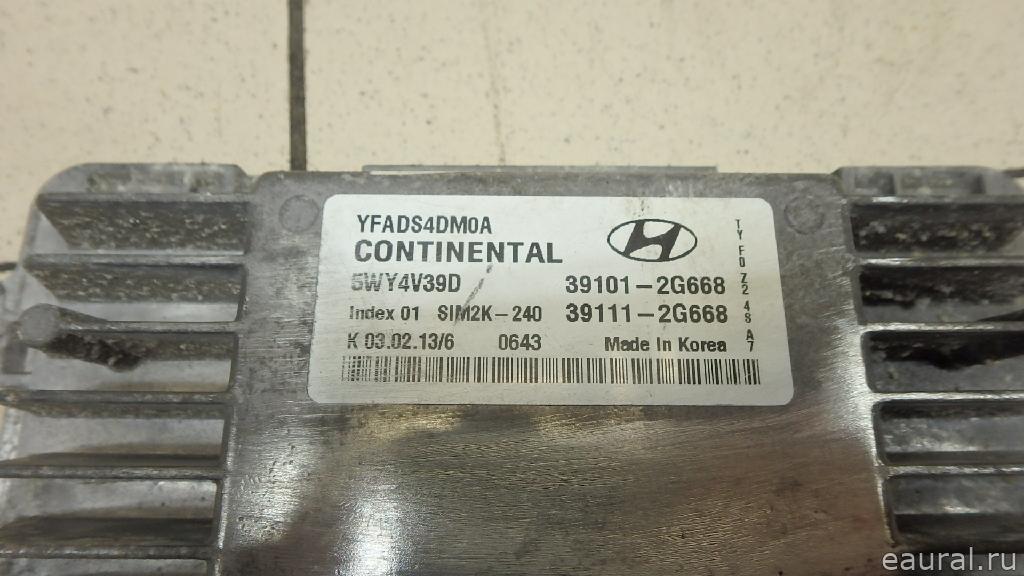 YFADS4DM0A
CONTINENTAL
5WY4V39D 39101-2G668
Index 01 SIM2K-240 39111-2G668
K 03.02.13/6 0643 Made In Korea
eaural.ru